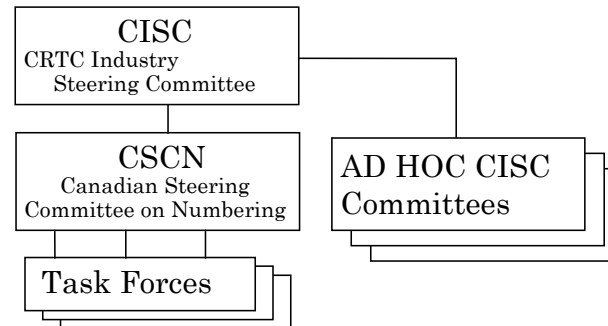 CISC
CRTC Industry
Steering Committee
CSCN
Canadian Steering
Committee on Numbering
AD HOC CISC
Committees
Task Forces